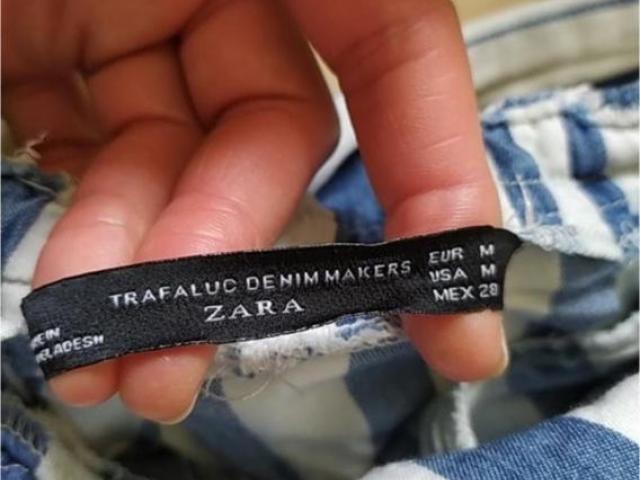 TRAFALUC DENIM MAKERS
ZARA
EUR M
USA M
MEX 28